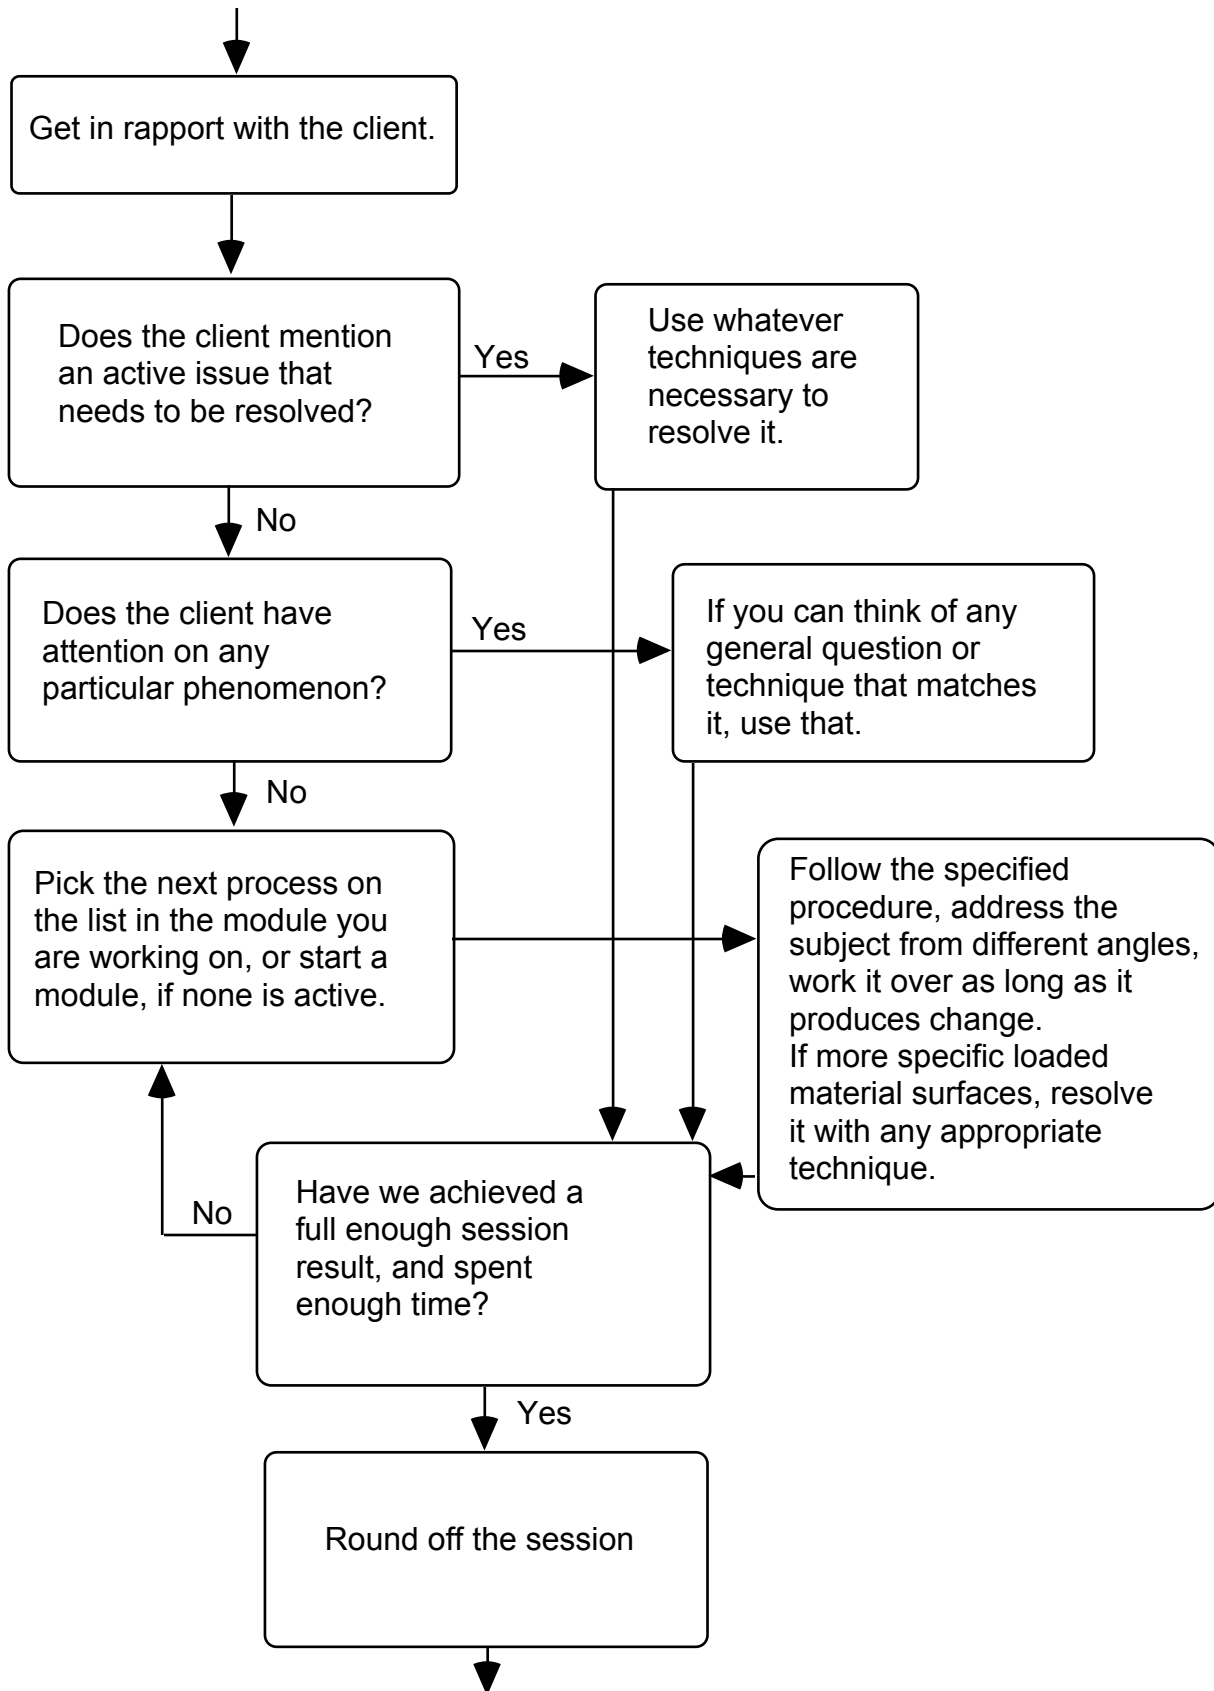 Get in rapport with the client.
Does the client mention
an active issue that
needs to be resolved?
Yes
Use whatever
techniques are
necessary to
resolve it.
No
Does the client have
attention on any
particular phenomenon?
Yes
If you can think of any
general question or
technique that matches
it, use that.
No
Pick the next process on
the list in the module you
are working on, or start a
module, if none is active.
Follow the specified
procedure, address the
subject from different angles,
work it over as long as it
produces change.
If more specific loaded
material surfaces, resolve
it with any appropriate
technique.
No
Have we achieved a
full enough session
result, and spent
enough time?
Yes
Round off the session